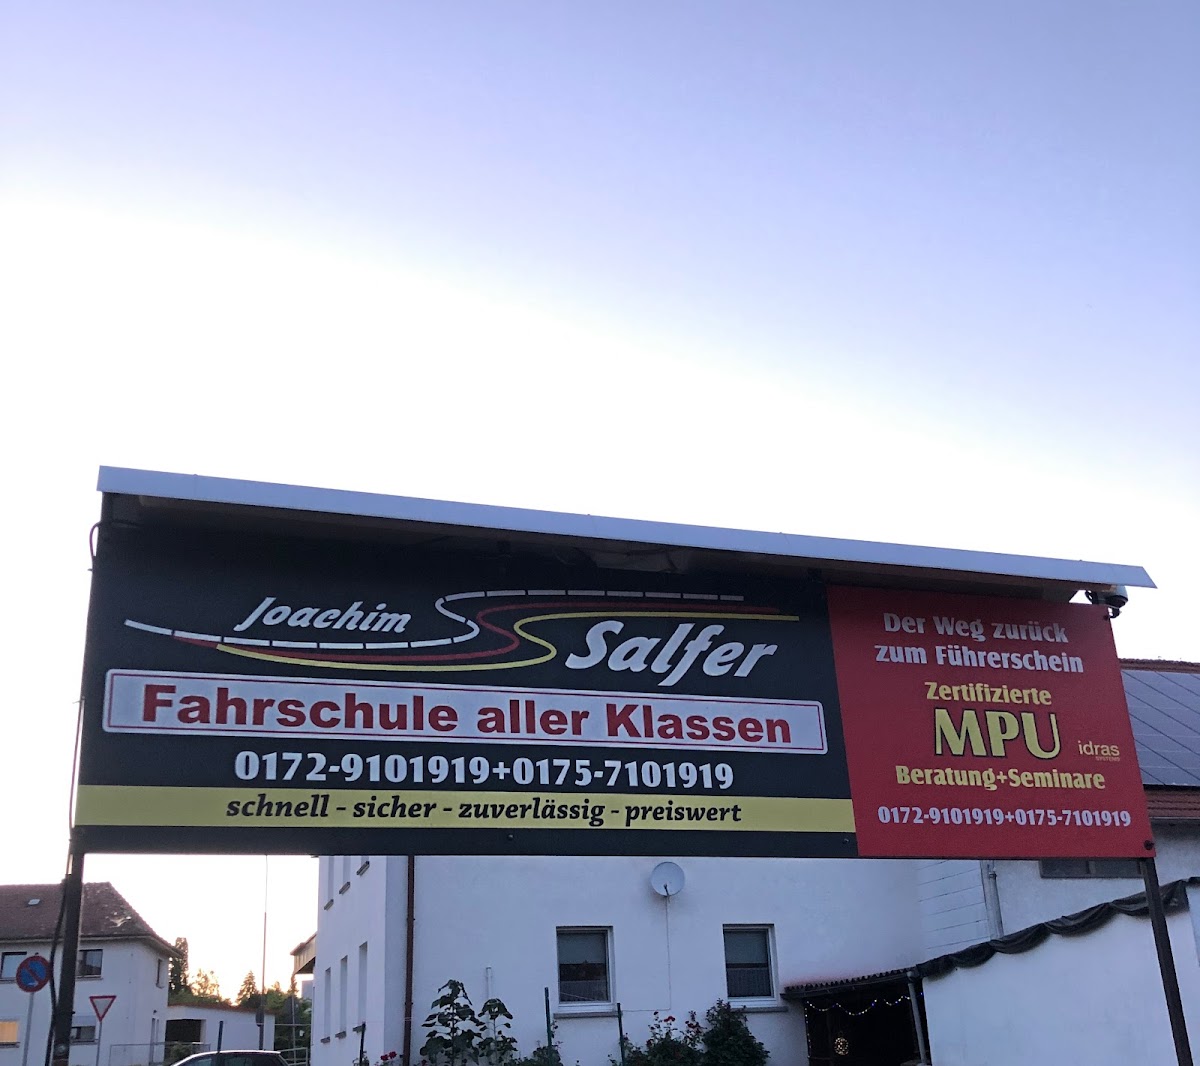 Joachim
Salfer
Fahrschule aller Klassen
0172-9101919+0175-7101919
schnell - sicher - zuverlässig - preiswert
Der Weg zurück
zum Führerschein
Zertifizierte
MPU
idras
SYSTEME
Beratung+Seminare
0172-9101919+0175-7101919